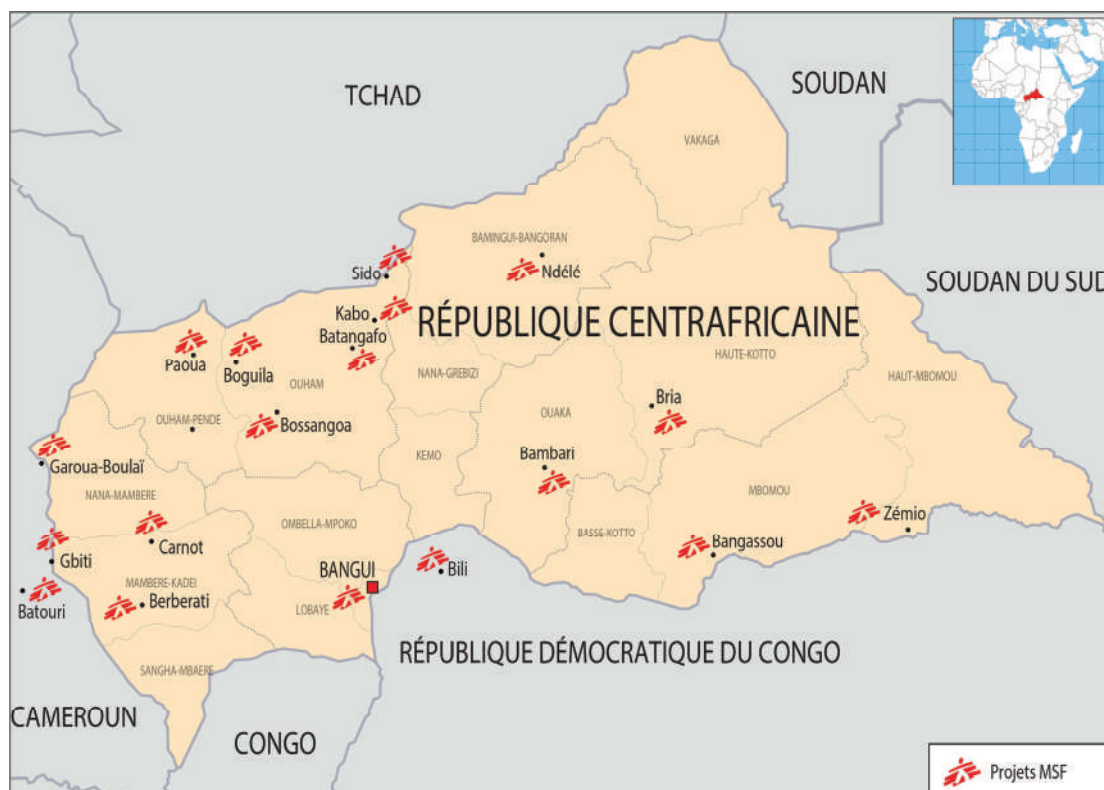 TCHAD
SOUDAN
VAKAGA
BAMINGUI-BANGORAN
Sido
Ndélé
SOUDAN DU SUD
Kabo
RÉPUBLIQUE CENTRAFRICAINE
Batangafo
Paoua
Boguila
HAUTE-KOTTO
NANA-GREBIZI
HAUT-MBOMOU
OUHAM
Bria
OUAKA
OUHAM-PENDE
Bossangoa
Garoua-Boulaï
KEMO
Bambari
NANA-MAMBERE
MBOMOU
Zémio
OMBELLA-MPOKO
BASSE-KOTTO
Carnot
Bangassou
Gbiti
BANGUI
Bili
MAMBERE-KADEI
Batouri
Berberati
LOBAYE
RÉPUBLIQUE DÉMOCRATIQUE DU CONGO
SANGHA-MBAERE
CAMEROUN
CONGO
Projets MSF